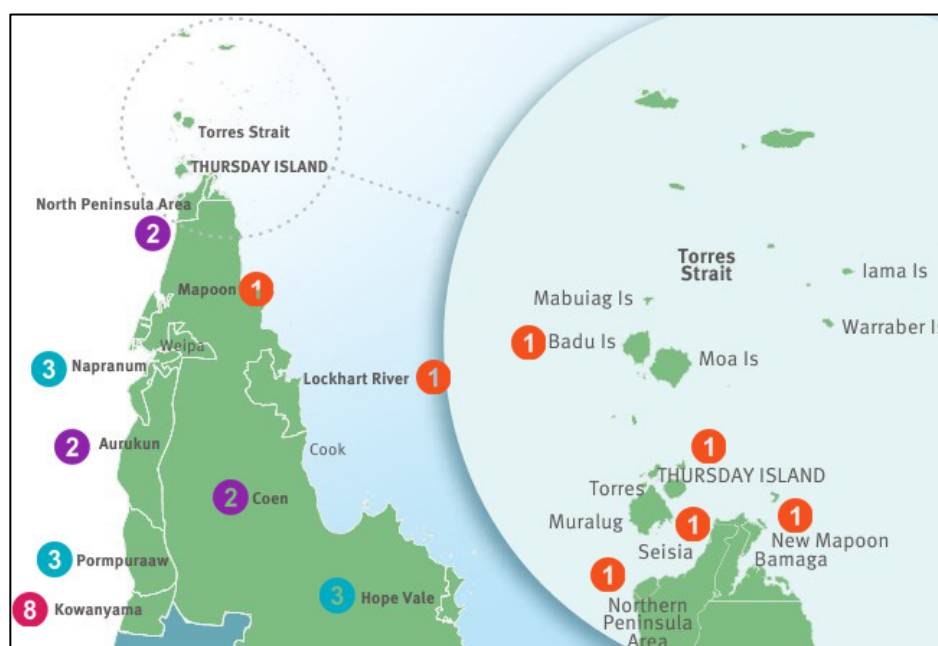 Torres Strait
THURSDAY ISLAND
North Peninsula Area
2
Mapoon 1
Weipa
3 Napranum
Lockhart River 1
2 Aurukun
Cook
2 Coen
3 Pormpuraaw
3 Hope Vale
8 Kowanyama
Torres
Strait
Iama Is
Mabuiag Is
Warraber Is
1 Badu Is
Moa Is
1
THURSDAY ISLAND
Torres
Muralug
1
Seisia
1
New Mapoon
Bamaga
1
Northern
Peninsula
Area